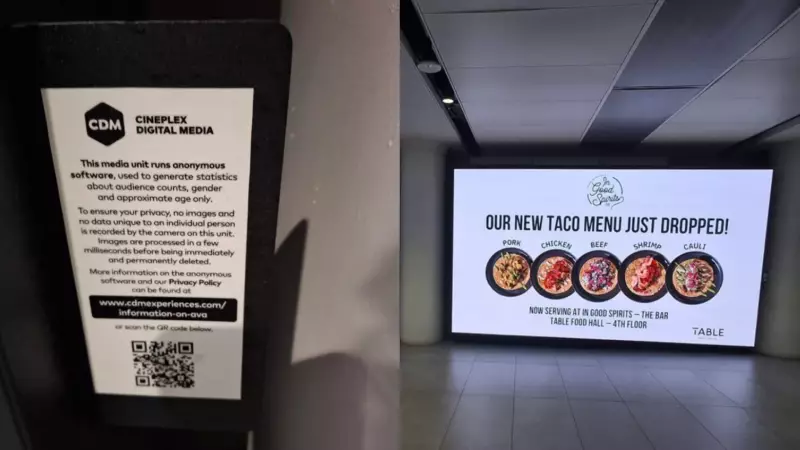 CDM
CINEPLEX
DIGITAL MEDIA
This media unit runs anonymous
software, used to generate statistics
about audience counts, gender
and approximate age only.
To ensure your privacy, no images and
no data unique to an individual person
is recorded by the camera on this unit.
Images are processed in a few
milliseconds before being immediately
and permanently deleted.
More information on the anonymous
software and our Privacy Policy
can be found at
www.cdmexperiences.com/
information-on-ava
or scan the QR code below.
In
Good
Spirits
OUR NEW TACO MENU JUST DROPPED!
PORK CHICKEN BEEF SHRIMP CAULI
NOW SERVING AT IN GOOD SPIRITS – THE BAR
TABLE FOOD HALL – 4TH FLOOR
TABLE